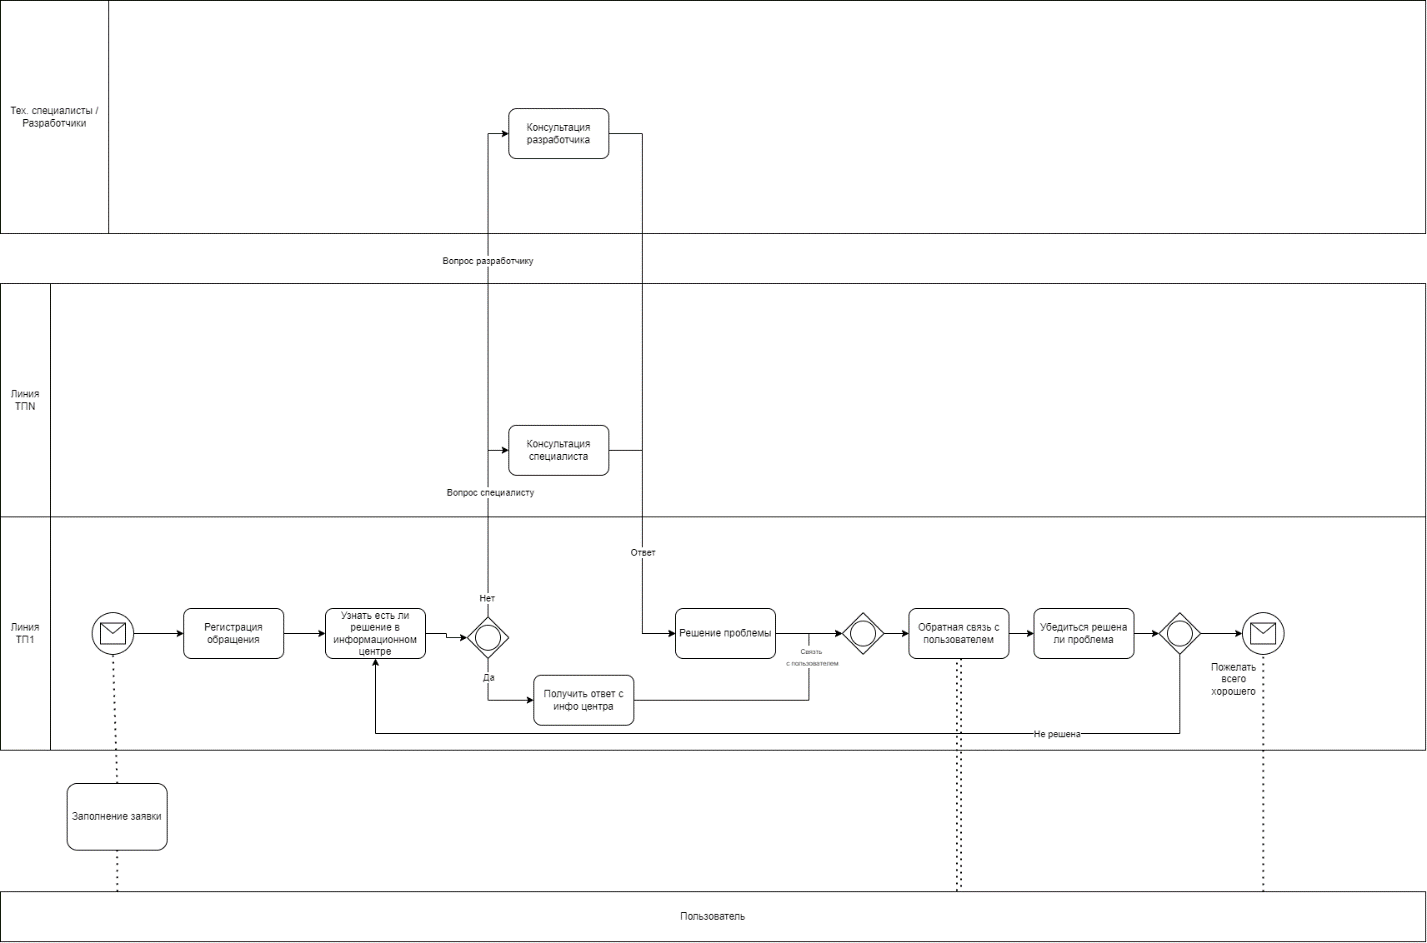 Тех. специалисты /
Разработчики
Консультация
разработчика
Вопрос разработчику
Линия
ТПN
Консультация
специалиста
Вопрос специалисту
Ответ
Линия
ТП1
Регистрация
обращения
Узнать есть ли
решение в
информационном
центре
Нет
Да
Получить ответ с
инфо центра
Решение проблемы
Связть
с пользователем
Обратная связь с
пользователем
Убедиться решена
ли проблема
Пожелать
всего
хорошего
Не решена
Заполнение заявки
Пользователь